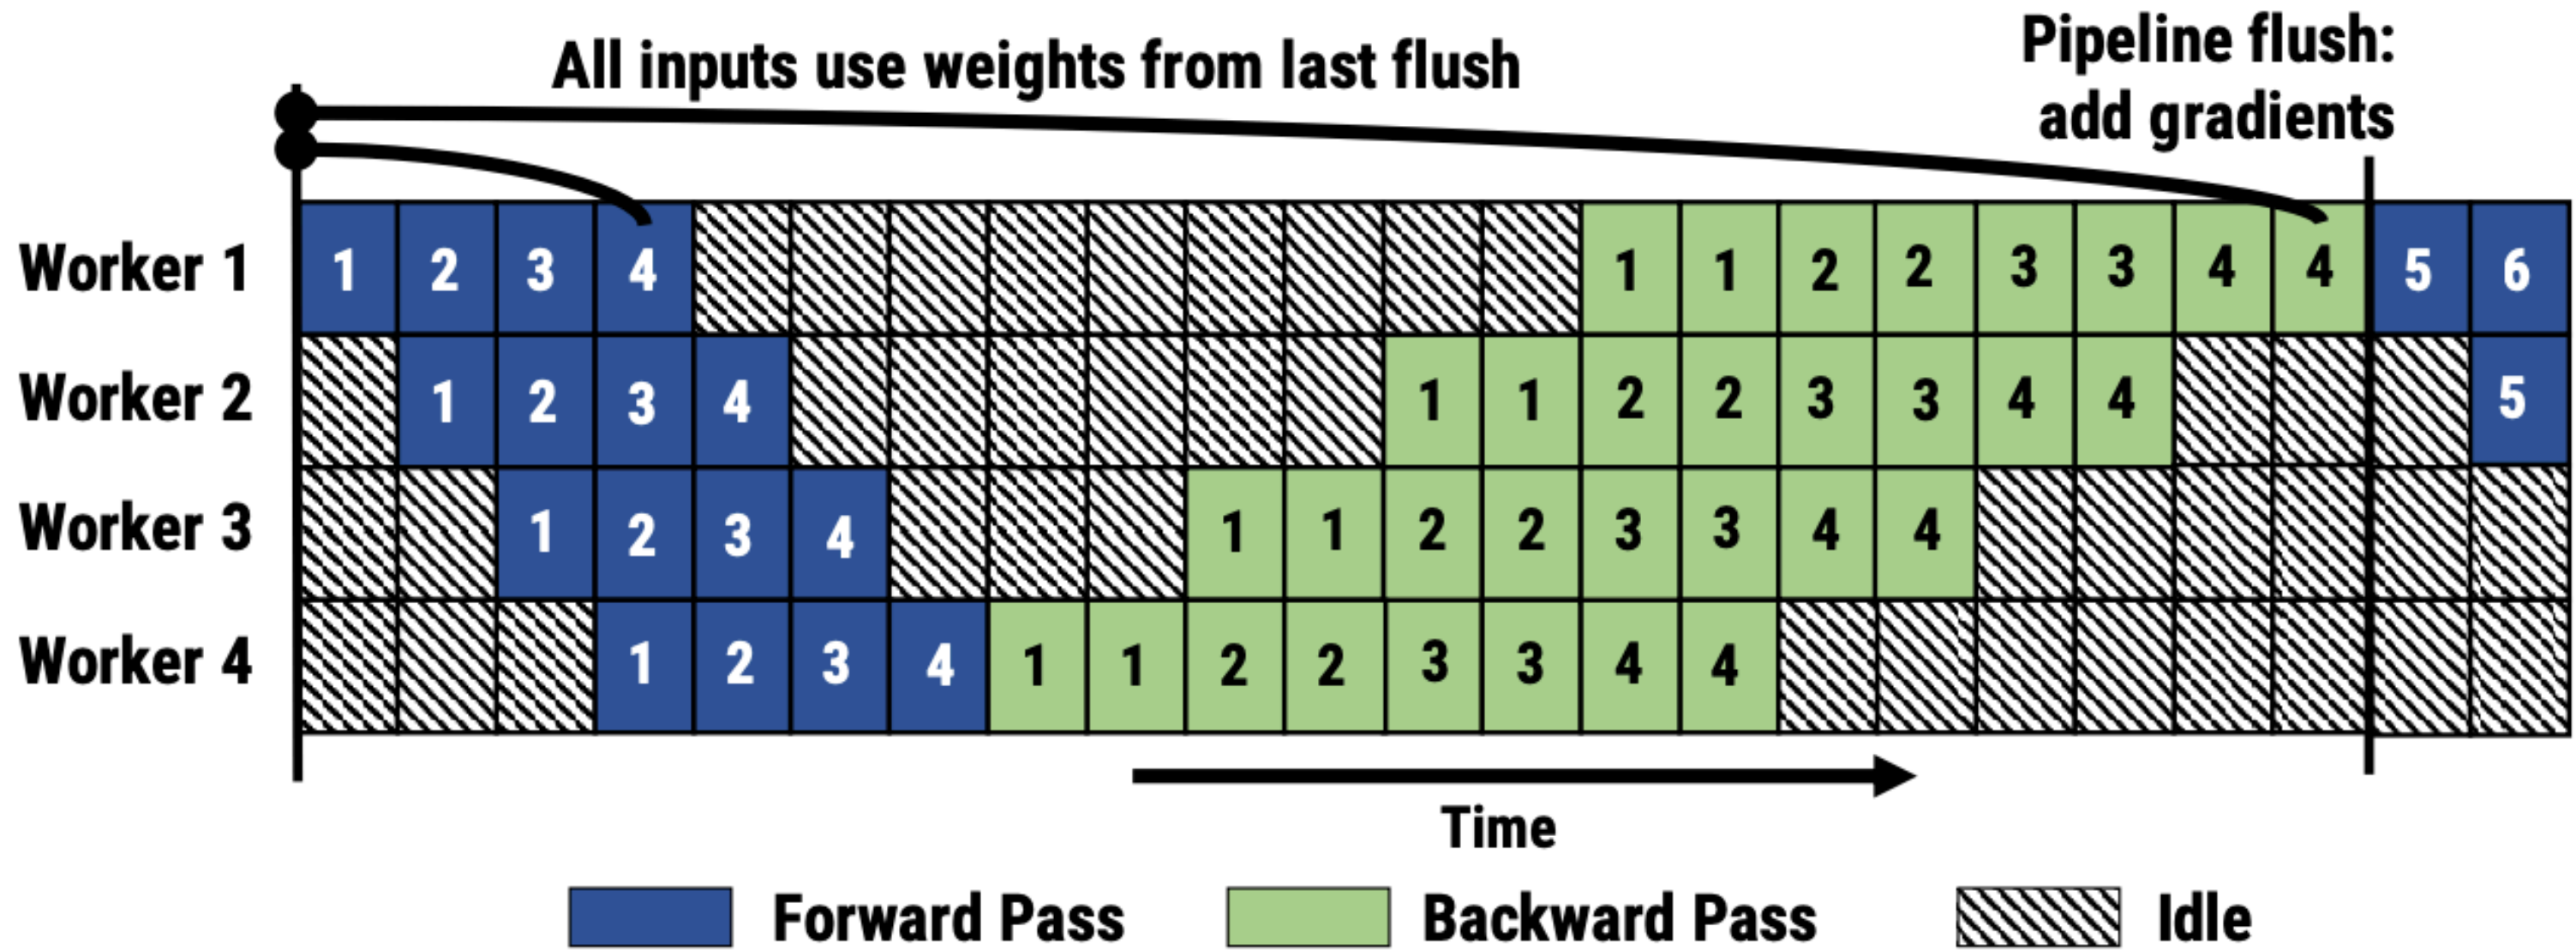 All inputs use weights from last flush
Pipeline flush:
add gradients
Worker 1 1 2 3 4 1 1 2 2 3 3 4 4 5 6
Worker 2 1 2 3 4 1 1 2 2 3 3 4 4 5
Worker 3 1 2 3 4 1 1 2 2 3 3 4 4
Worker 4 1 2 3 4 1 1 2 2 3 3 4 4
Time
Forward Pass Backward Pass Idle